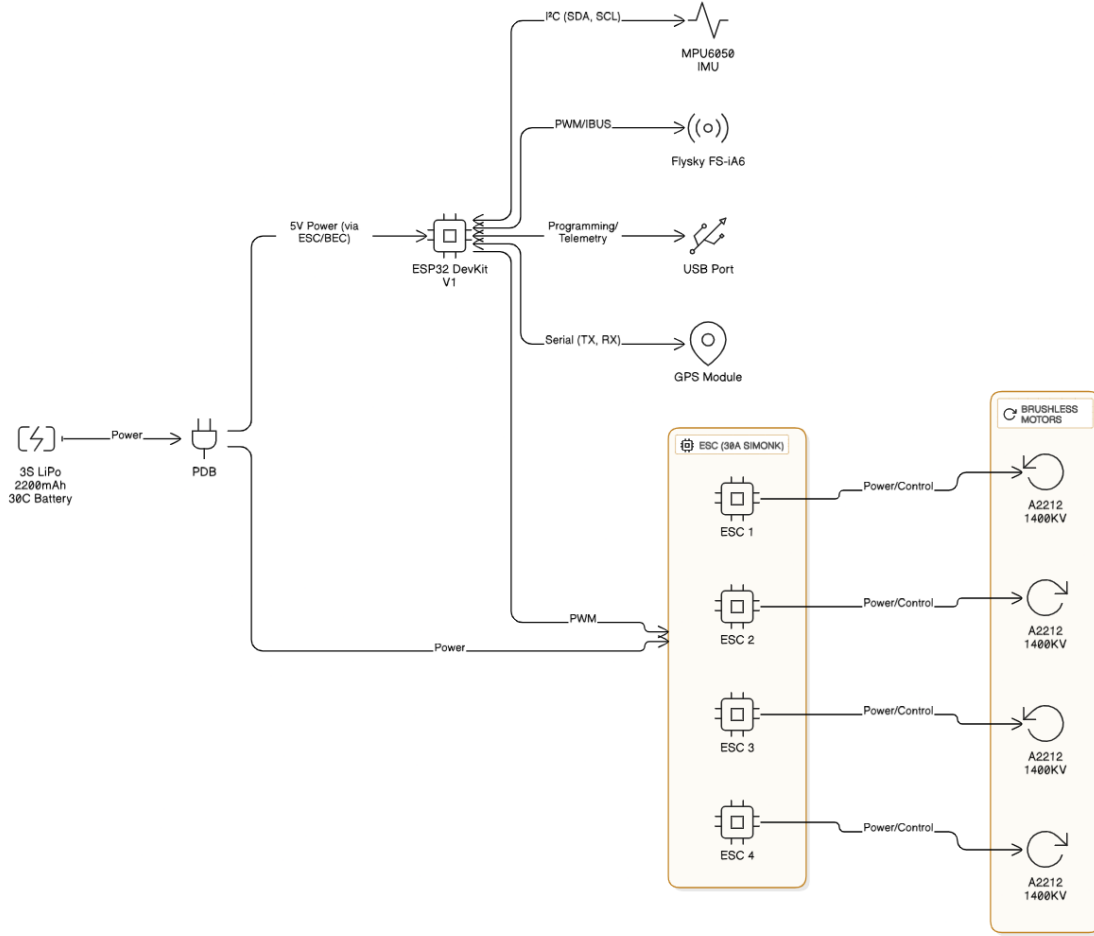 I²C (SDA, SCL)
MPU6050
IMU
PWM/IBUS
Flysky FS-iA6
5V Power (via
ESC/BEC)
ESP32 DevKit
V1
Programming/
Telemetry
USB Port
Serial (TX, RX)
GPS Module
Power
3S LiPo
2200mAh
30C Battery
PDB
PWM
Power
ESC (30A SIMONK)
ESC 1
ESC 2
ESC 3
ESC 4
Power/Control
Power/Control
Power/Control
Power/Control
BRUSHLESS
MOTORS
A2212
1400KV
A2212
1400KV
A2212
1400KV
A2212
1400KV